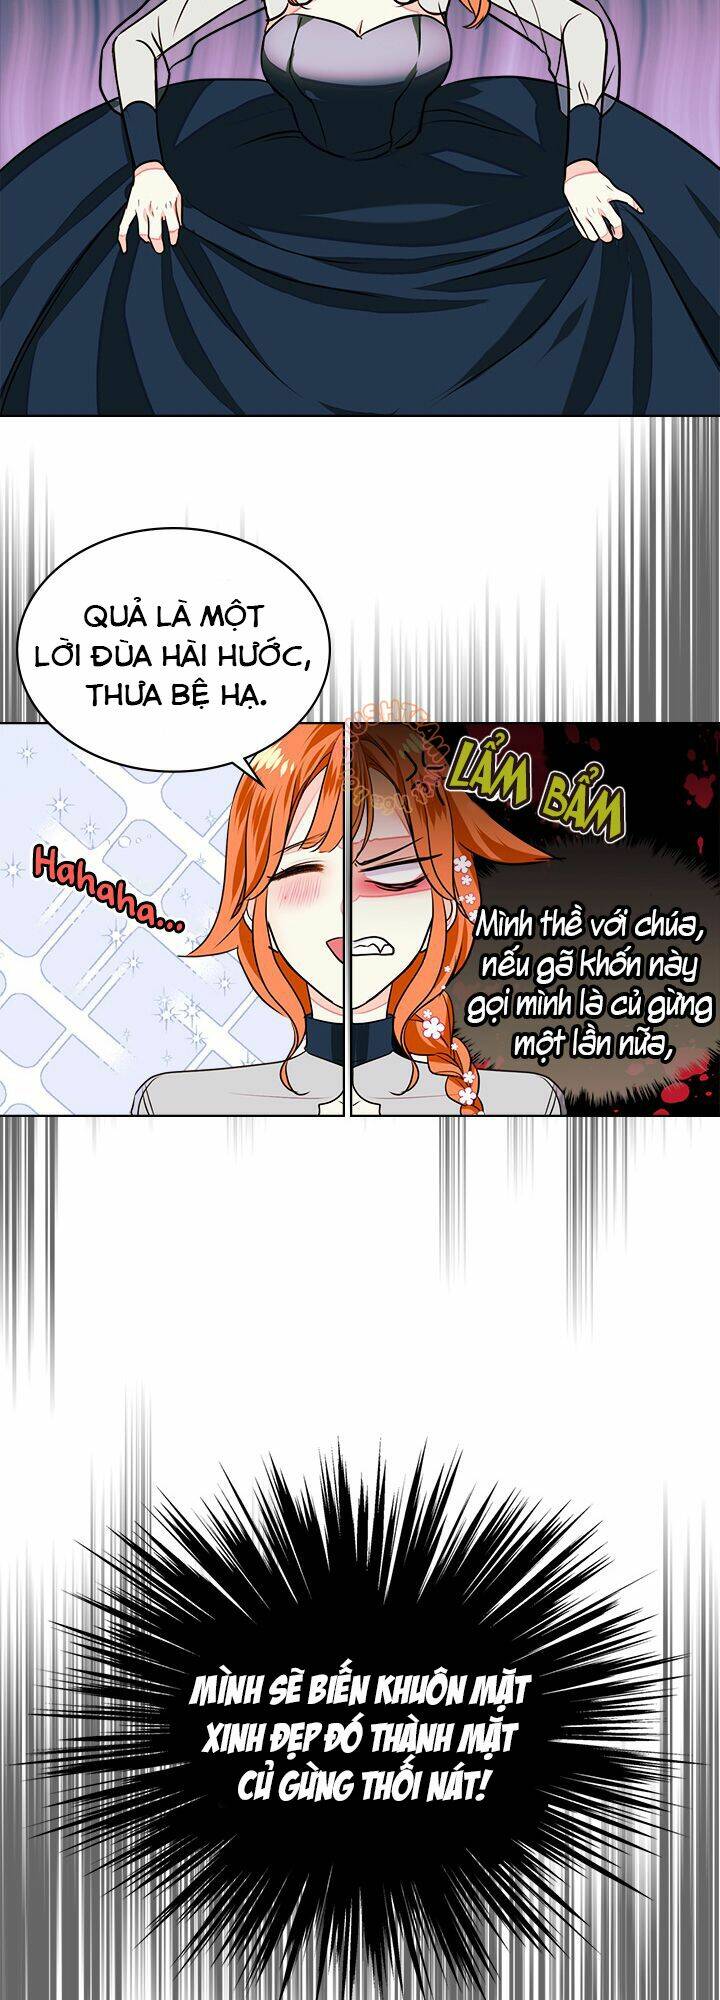 QUẢ LÀ MỘT
LỜI ĐÙA HÀI HƯỚC,
THƯA BỆ HẠ.
LẨM BẨM
Hahaha...
Mình thề với chúa,
nếu gã khốn này
gọi mình là củ gừng
một lần nữa,
MÌNH SẼ BIẾN KHUÔN MẶT
XINH ĐẸP ĐÓ THÀNH MẶT
CỦ GỪNG THỐI NÁT!